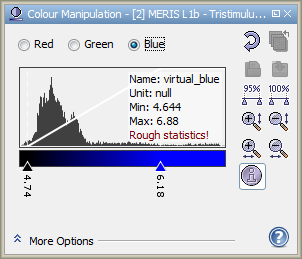 Colour Manipulation - [2] MERIS L1b - Tristimulu...
Red Green Blue
Name: virtual_blue
Unit: null
Min: 4.644
Max: 6.88
Rough statistics!
95% 100%
4.74
6.18
More Options